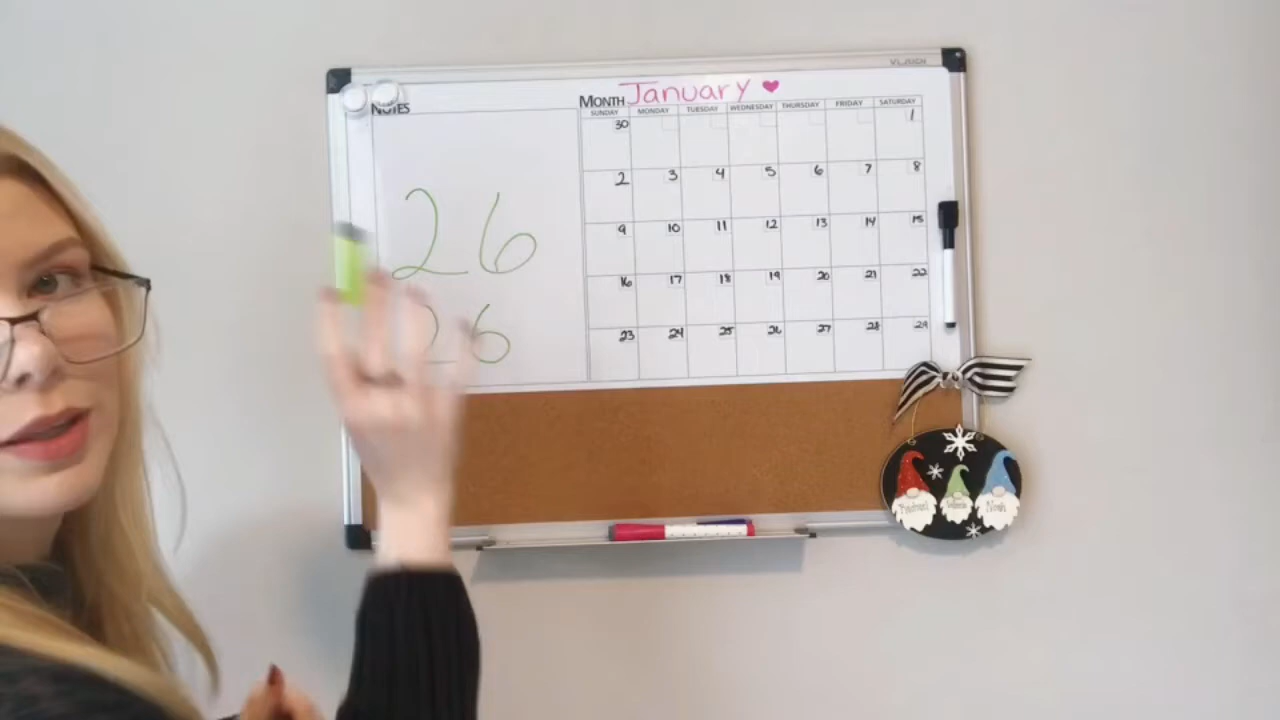 VLJSIGN
NOTES
MONTH January
SUNDAY MONDAY TUESDAY WEDNESDAY THURSDAY FRIDAY SATURDAY
30 1
2 3 4 5 6 7 8
9 10 11 12 13 14 15
16 17 18 19 20 21 22
23 24 25 26 27 28 29
26
26
Noah